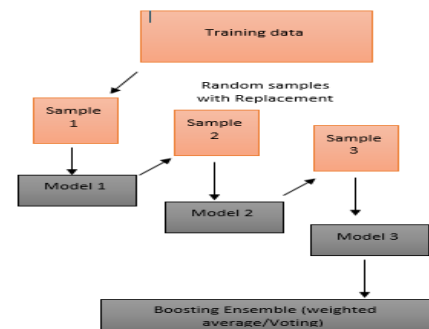 Training data
Random samples
with Replacement
Sample
1
Sample
2
Sample
3
Model 1
Model 2
Model 3
Boosting Ensemble (weighted
average/Voting)